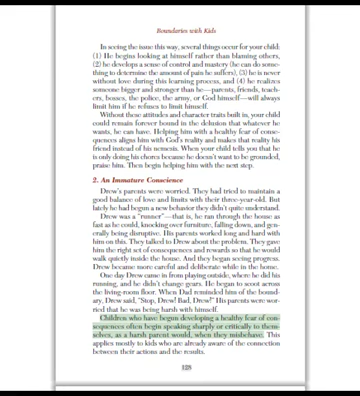 Boundaries with Kids
In seeing the issue this way, several things occur for your child:
(1) He begins looking at himself rather than blaming others,
(2) he develops a sense of control and mastery (he can do some-
thing to determine the amount of pain he suffers), (3) he is never
without love during this learning process, and (4) he realizes
someone bigger and stronger than he—parents, friends, teach-
ers, bosses, the police, the army, or God himself—will always
limit him if he refuses to limit himself.
Without these attitudes and character traits built in, your child
could remain forever bound in the delusion that whatever he
wants, he can have. Helping him with a healthy fear of conse-
quences aligns him with God's reality and makes that reality his
friend instead of his nemesis. When your child tells you that he
is only doing his chores because he doesn't want to be grounded,
praise him. Then begin helping him with the next step.
2. An Immature Conscience
Drew's parents were worried. They had tried to maintain a
good balance of love and limits with their three-year-old. But
lately he had begun a new behavior they didn't quite understand.
Drew was a "runner"—that is, he ran through the house as
fast as he could, knocking over furniture, falling down, and gen-
erally being disruptive. His parents worked long and hard with
him on this. They talked to Drew about the problem. They gave
him the right set of consequences and rewards so that he would
walk quietly inside the house. And they began seeing progress.
Drew became more careful and deliberate while in the home.
One day Drew came in from playing outside, where he did his
running, and he didn't change gears. He began to scoot across
the living-room floor. When Dad reminded him of the bound-
ary, Drew said, "Stop, Drew! Bad, Drew!" His parents were wor-
ried that he was being harsh with himself.
Children who have begun developing a healthy fear of con-
sequences often begin speaking sharply or critically to them-
selves, as a harsh parent would, when they misbehave. This
applies mostly to kids who are already aware of the connection
between their actions and the results.
128